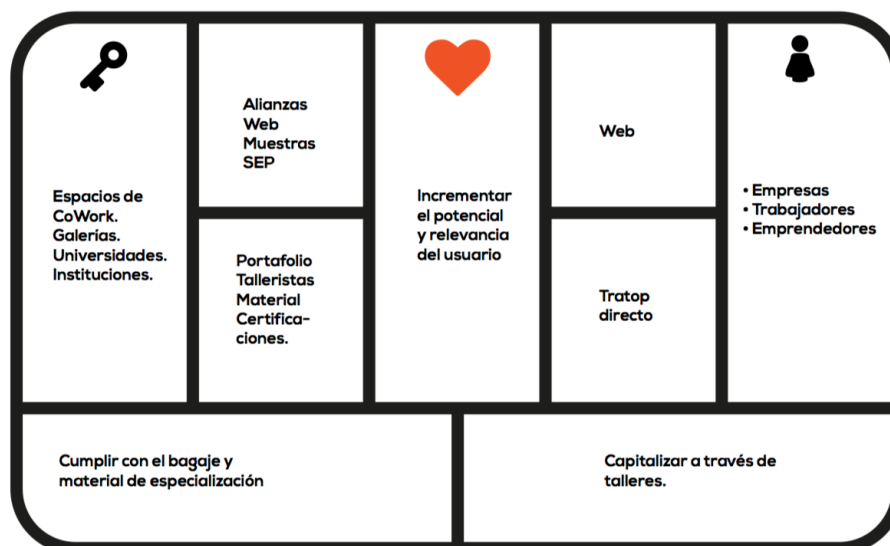 Espacios de
CoWork.
Galerías.
Universidades.
Instituciones.
Alianzas
Web
Muestras
SEP
Portafolio
Talleristas
Material
Certifica-
ciones.
Incrementar
el potencial
y relevancia
del usuario
Web
Tratop
directo
• Empresas
• Trabajadores
• Emprendedores
Cumplir con el bagaje y
material de especialización
Capitalizar a través de
talleres.